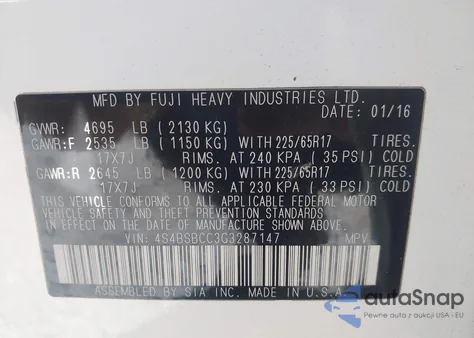 MFD BY FUJI HEAVY INDUSTRIES LTD.
DATE: 01/16
GVWR: 4695 LB (2130 KG)
GAWR:F 2535 LB (1150 KG) WITH 225/65R17 TIRES.
17X7J RIMS. AT 240 KPA (35 PSI) COLD
GAWR:R 2645 LB (1200 KG) WITH 225/65R17 TIRES.
17X7J RIMS. AT 230 KPA (33 PSI) COLD
THIS VEHICLE CONFORMS TO ALL APPLICABLE FEDERAL MOTOR
VEHICLE SAFETY, BUMPER, AND THEFT PREVENTION STANDARDS
IN EFFECT ON THE DATE OF MANUFACTURE SHOWN ABOVE.
VIN: 4S4BSBCC3G3287147 MPV
ASSEMBLED BY SIA INC. MADE IN U.S.A.
autoSnap
Pewne auta z USA i EU